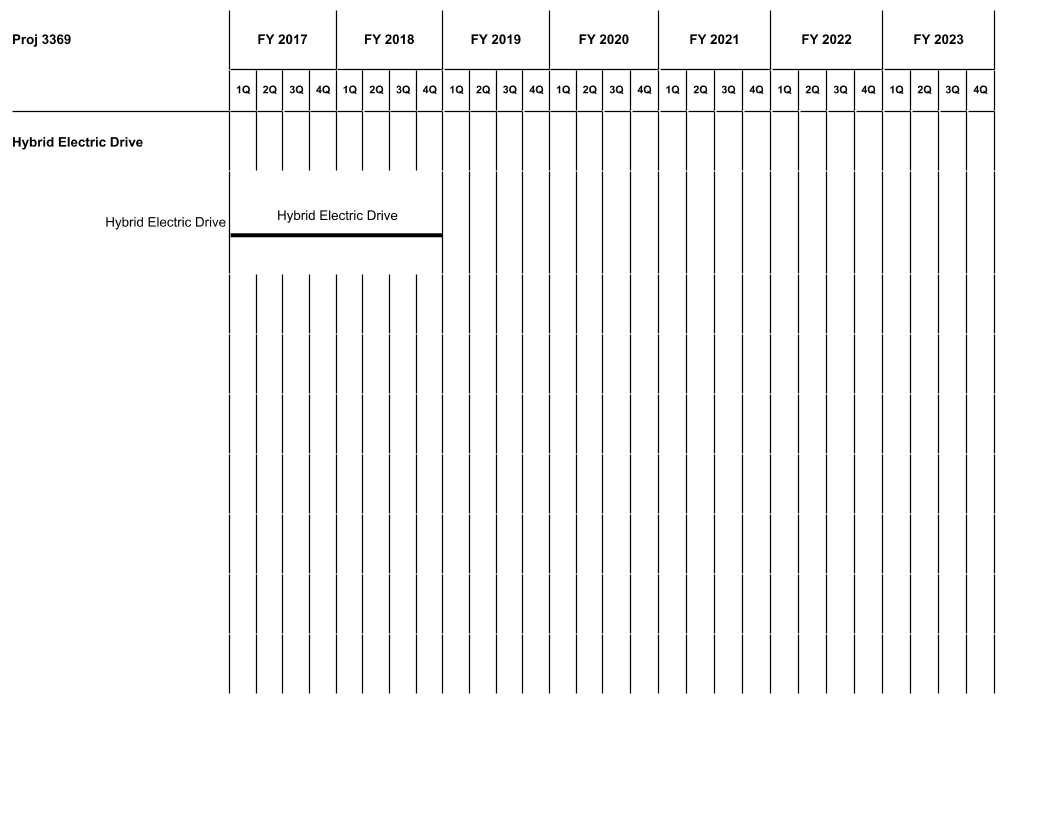 Proj 3369 FY 2017 FY 2018 FY 2019 FY 2020 FY 2021 FY 2022 FY 2023
1Q 2Q 3Q 4Q 1Q 2Q 3Q 4Q 1Q 2Q 3Q 4Q 1Q 2Q 3Q 4Q 1Q 2Q 3Q 4Q 1Q 2Q 3Q 4Q 1Q 2Q 3Q 4Q
Hybrid Electric Drive
Hybrid Electric Drive
Hybrid Electric Drive